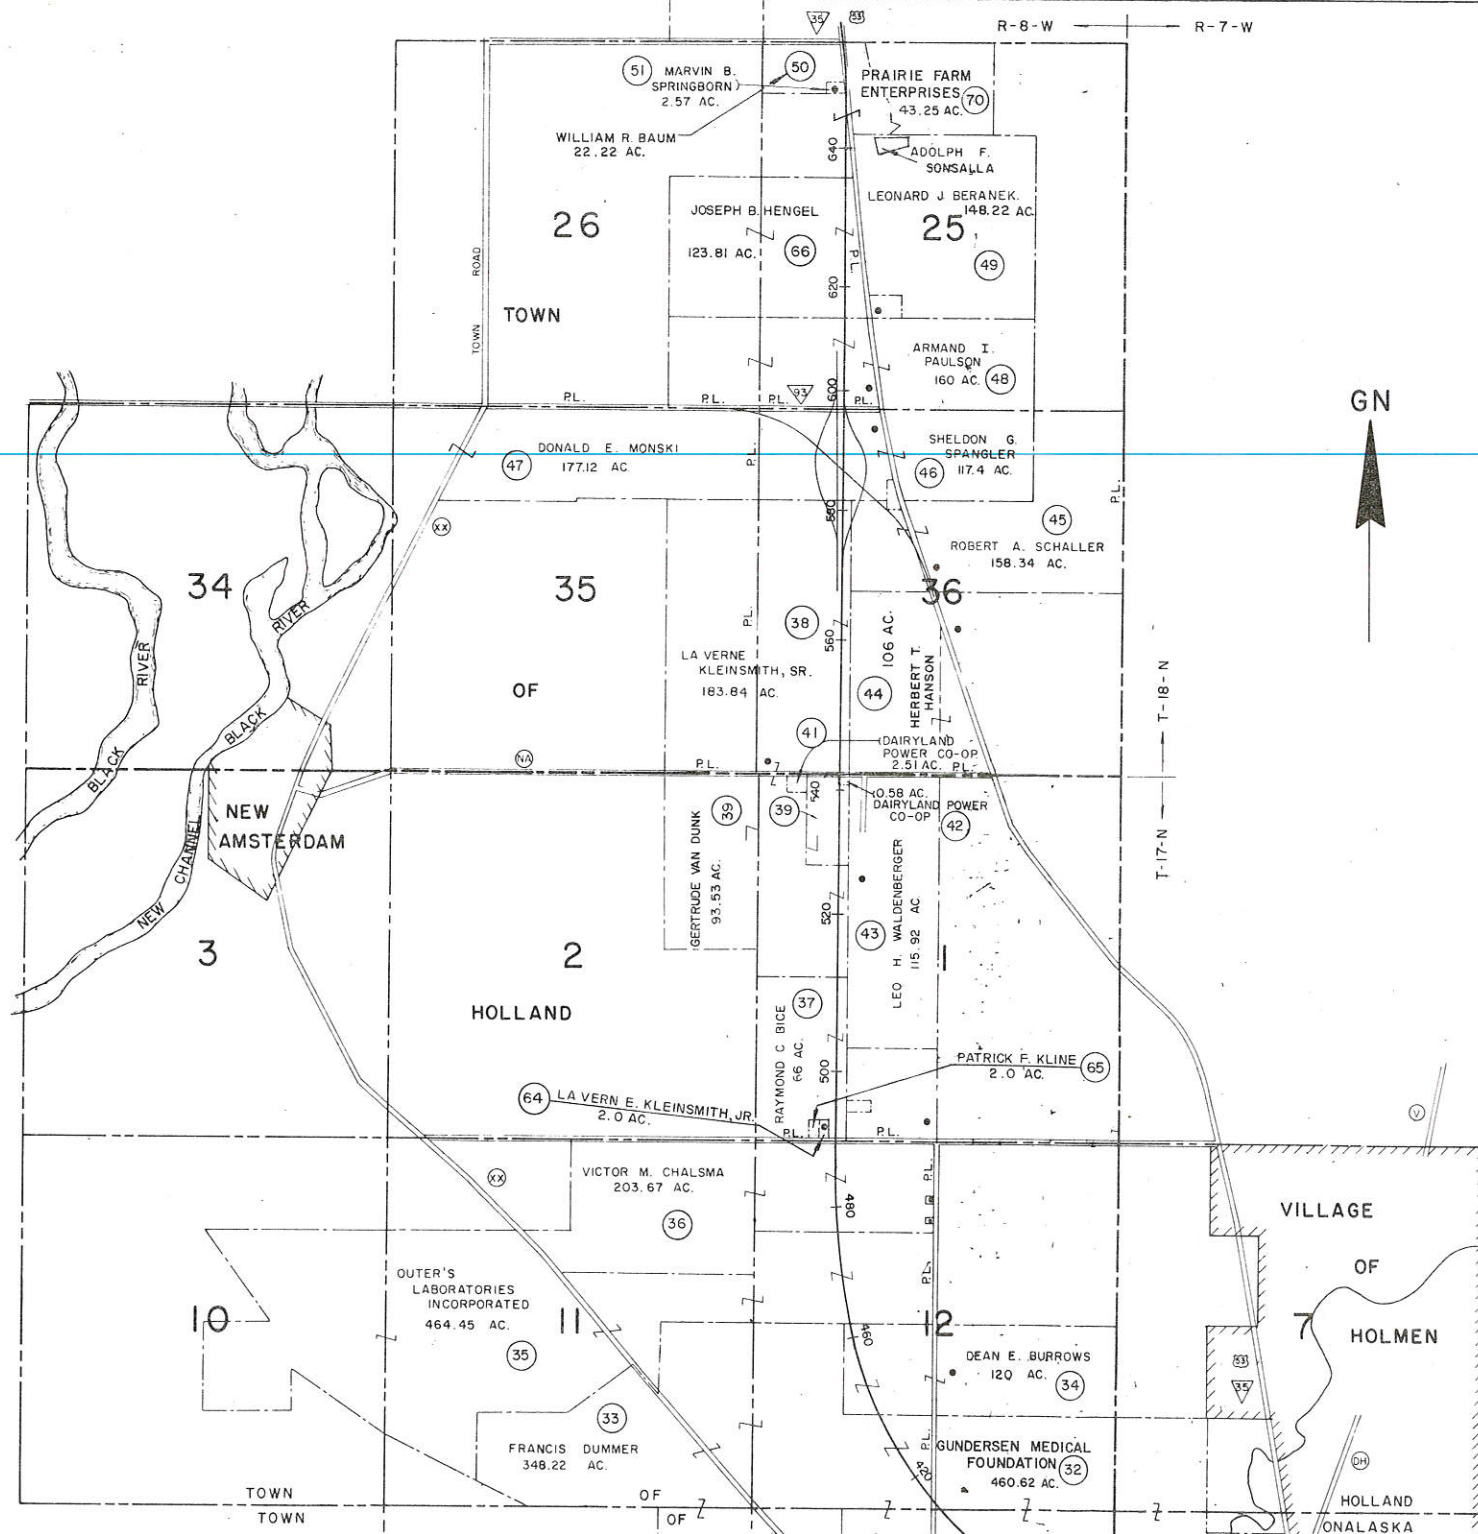 35
53
R-8-W
R-7-W
51
MARVIN B.
SPRINGBORN
2.57 AC.
50
PRAIRIE FARM
ENTERPRISES
43.25 AC.
70
WILLIAM R. BAUM
22.22 AC.
640
ADOLPH F.
SONSALLA
LEONARD J. BERANEK.
148.22 AC.
JOSEPH B. HENGEL
123.81 AC.
66
26
25
49
TOWN ROAD
P.L.
620
TOWN
ARMAND I.
PAULSON
160 AC.
48
93
600
P.L.
P.L.
P.L.
P.L.
GN
DONALD E. MONSKI
177.12 AC.
47
P.L.
SHELDON G.
SPANGLER
117.4 AC.
46
P.L.
580
XX
45
ROBERT A. SCHALLER
158.34 AC.
34
35
36
RIVER
RIVER
P.L.
38
560
LA VERNE
KLEINSMITH, SR.
183.84 AC.
44
106 AC.
HERBERT T.
HANSON
OF
BLACK
BLACK
T-18-N
41
DAIRYLAND
POWER CO-OP
2.51 AC.
P.L.
NA
P.L.
NEW
AMSTERDAM
39
39
540
0.58 AC.
DAIRYLAND POWER
CO-OP
42
T-17-N
CHANNEL
NEW
GERTRUDE VAN DUNK
93.53 AC.
520
43
LEO H. WALDENBERGER
115.92 AC
3
2
1
HOLLAND
37
RAYMOND C BICE
66 AC.
500
PATRICK F. KLINE
2.0 AC.
65
64
LA VERN E. KLEINSMITH, JR.
2.0 AC.
P.L.
P.L.
V
XX
VICTOR M. CHALSMA
203.67 AC.
36
P.L.
480
VILLAGE
OF
HOLMEN
OUTER'S
LABORATORIES
INCORPORATED
464.45 AC.
35
P.L.
10
11
12
7
460
DEAN E. BURROWS
120 AC.
34
53
35
33
FRANCIS DUMMER
348.22 AC.
P.L.
420
GUNDERSEN MEDICAL
FOUNDATION
460.62 AC.
32
DH
TOWN
OF
HOLLAND
TOWN
OF
ONALASKA